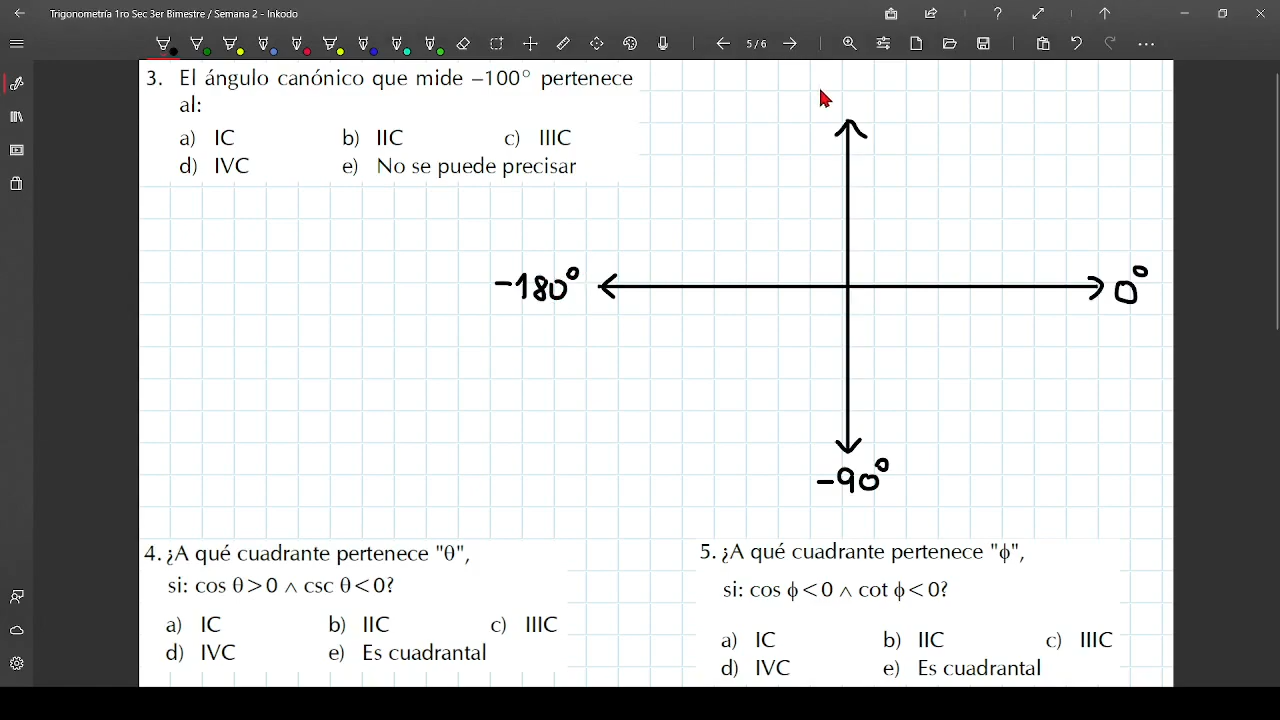 Trigonometría 1ro Sec 3er Bimestre / Semana 2 - Inkodo
5/6
3. El ángulo canónico que mide –100° pertenece
al:
a) IC b) IIC c) IIIC
d) IVC e) No se puede precisar
-180° 0°
-90°
4. ¿A qué cuadrante pertenece "θ",
si: cos θ>0 ∧ csc θ<0?
a) IC b) IIC c) IIIC
d) IVC e) Es cuadrantal
5. ¿A qué cuadrante pertenece "ϕ",
si: cos ϕ<0 ∧ cot ϕ<0?
a) IC b) IIC c) IIIC
d) IVC e) Es cuadrantal